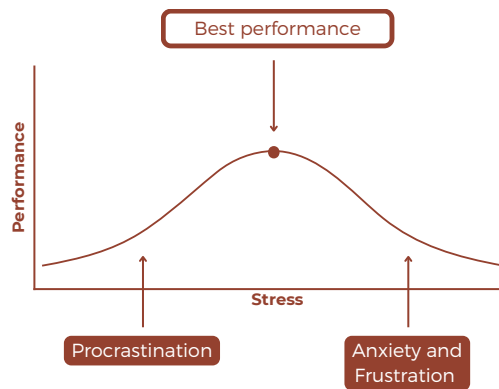 Best performance
Performance
Stress
Procrastination
Anxiety and
Frustration